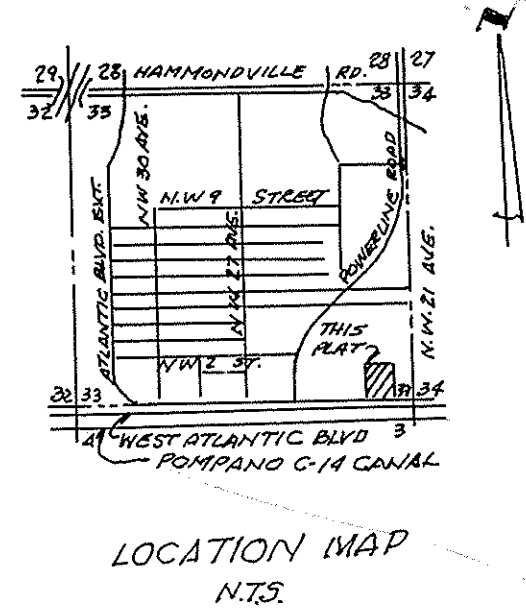 29 28 HAMMONDVILLE RD. 28 27
32 33 33 34
NW 30 AVE.
N.W 9 STREET
ATLANTIC BLVD. EXT.
N W 27 AVE.
POWERLINE ROAD
N.W. 21 AVE.
THIS
PLAT
N W 2 ST.
32 33 34
4 WEST ATLANTIC BLVD 3
POMPANO C-14 CANAL
LOCATION MAP
N.T.S.